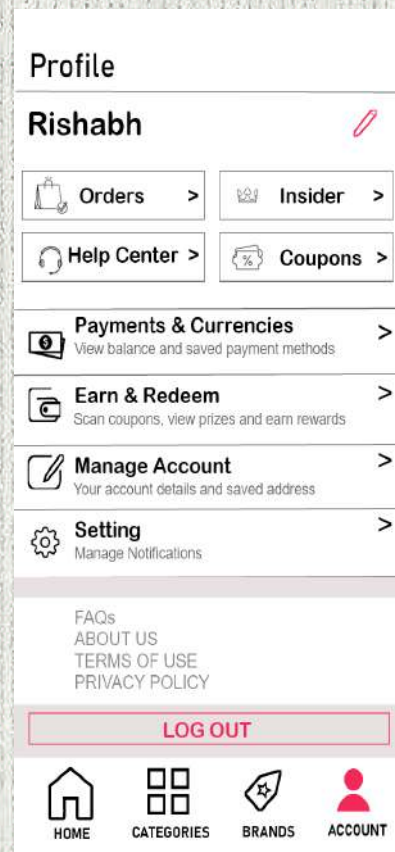 Profile
Rishabh
Orders >
Insider >
Help Center >
% Coupons >
$ Payments & Currencies >
View balance and saved payment methods
Earn & Redeem >
Scan coupons, view prizes and earn rewards
Manage Account >
Your account details and saved address
Setting >
Manage Notifications
FAQs
ABOUT US
TERMS OF USE
PRIVACY POLICY
LOG OUT
HOME CATEGORIES BRANDS ACCOUNT